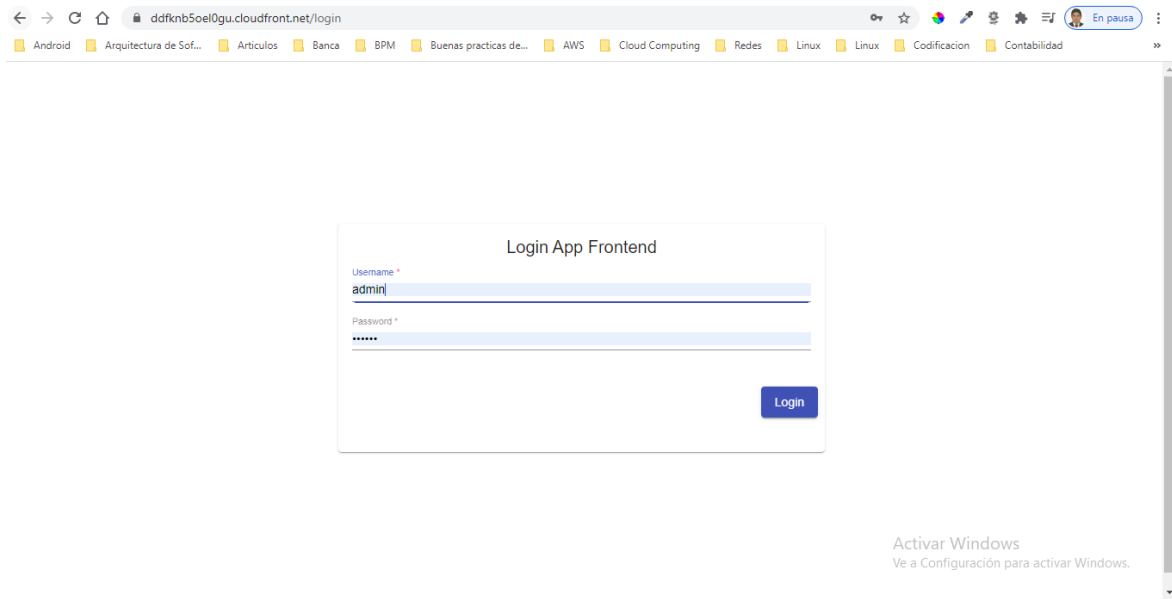 ddfknb5oel0gu.cloudfront.net/login
En pausa
Android Arquitectura de Sof... Articulos Banca BPM Buenas practicas de... AWS Cloud Computing Redes Linux Linux Codificacion Contabilidad »
Login App Frontend
Username *
admin
Password *
••••••
Login
Activar Windows
Ve a Configuración para activar Windows.